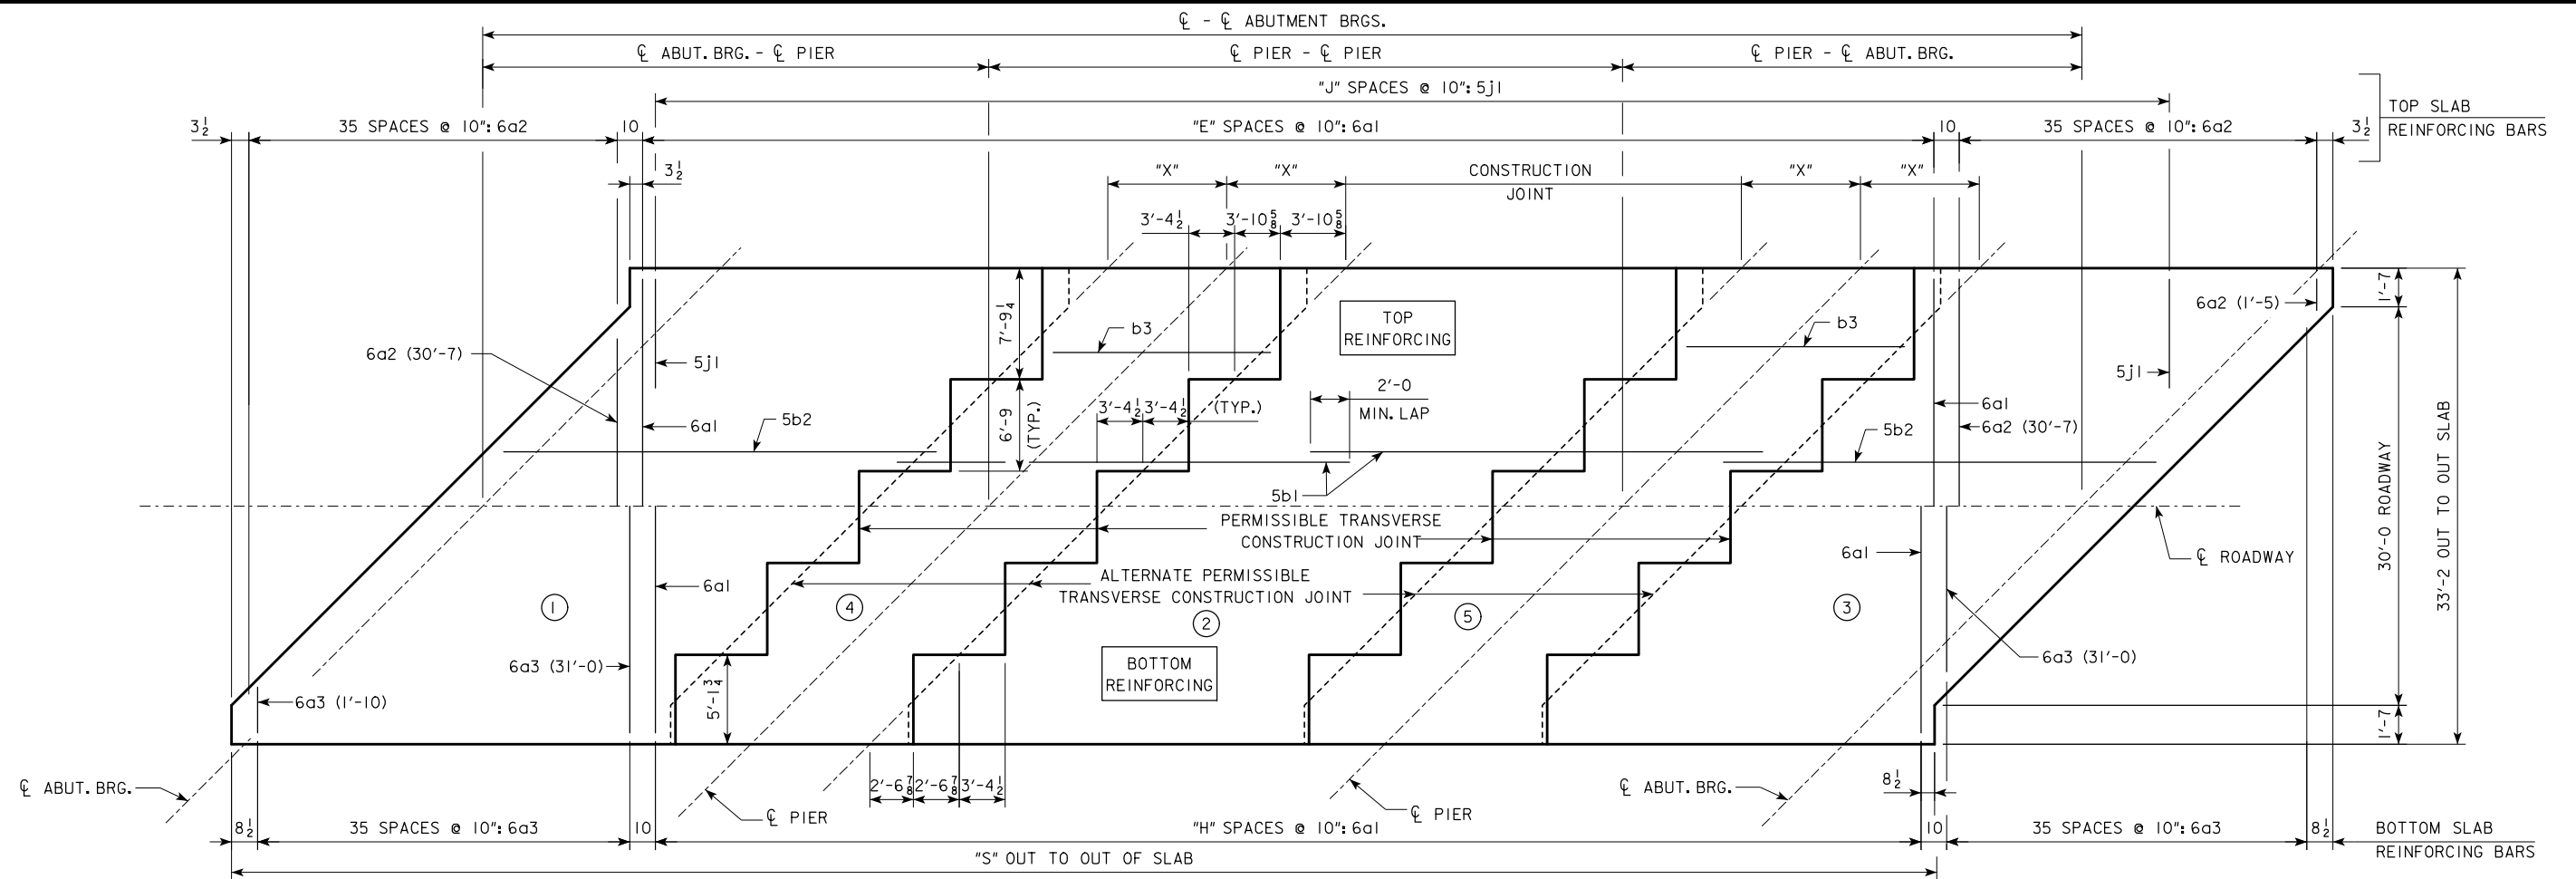 ℄ - ℄ ABUTMENT BRGS.
℄ ABUT. BRG. - ℄ PIER
℄ PIER - ℄ PIER
℄ PIER - ℄ ABUT. BRG.
"J" SPACES @ 10": 5j1
TOP SLAB
REINFORCING BARS
3½
35 SPACES @ 10": 6a2
10
"E" SPACES @ 10": 6a1
10
35 SPACES @ 10": 6a2
3½
3½
"X"
"X"
CONSTRUCTION
JOINT
"X"
"X"
3'-4½
3'-10⅝
3'-10⅝
7'-9¼
b3
TOP
REINFORCING
b3
6a2 (1'-5)
1'-7
6a2 (30'-7)
5j1
5j1
2'-0
MIN. LAP
3'-4½
3'-4½
(TYP.)
6'-9
(TYP.)
5b2
6a1
6a1
6a2 (30'-7)
5b2
5b1
30'-0 ROADWAY
33'-2 OUT TO OUT SLAB
PERMISSIBLE TRANSVERSE
CONSTRUCTION JOINT
6a1
℄ ROADWAY
6a1
ALTERNATE PERMISSIBLE
TRANSVERSE CONSTRUCTION JOINT
1
4
2
5
3
6a3 (31'-0)
BOTTOM
REINFORCING
6a3 (31'-0)
5'-1¾
6a3 (1'-10)
1'-7
℄ ABUT. BRG.
2'-6⅞
2'-6⅞
3'-4½
℄ PIER
℄ PIER
℄ ABUT. BRG.
8½
8½
35 SPACES @ 10": 6a3
10
"H" SPACES @ 10": 6a1
10
35 SPACES @ 10": 6a3
8½
BOTTOM SLAB
REINFORCING BARS
"S" OUT TO OUT OF SLAB